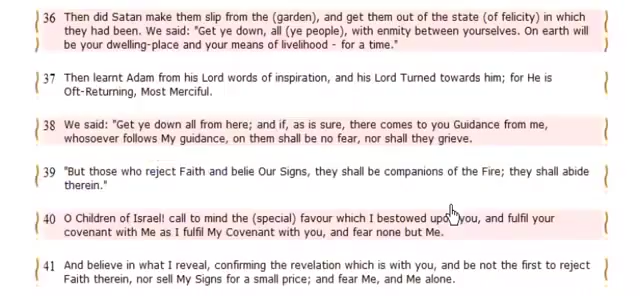 36 Then did Satan make them slip from the (garden), and get them out of the state (of felicity) in which
they had been. We said: "Get ye down, all (ye people), with enmity between yourselves. On earth will
be your dwelling-place and your means of livelihood - for a time."
37 Then learnt Adam from his Lord words of inspiration, and his Lord Turned towards him; for He is
Oft-Returning, Most Merciful.
38 We said: "Get ye down all from here; and if, as is sure, there comes to you Guidance from me,
whosoever follows My guidance, on them shall be no fear, nor shall they grieve.
39 "But those who reject Faith and belie Our Signs, they shall be companions of the Fire; they shall abide
therein."
40 O Children of Israel! call to mind the (special) favour which I bestowed upon you, and fulfil your
covenant with Me as I fulfil My Covenant with you, and fear none but Me.
41 And believe in what I reveal, confirming the revelation which is with you, and be not the first to reject
Faith therein, nor sell My Signs for a small price; and fear Me, and Me alone.